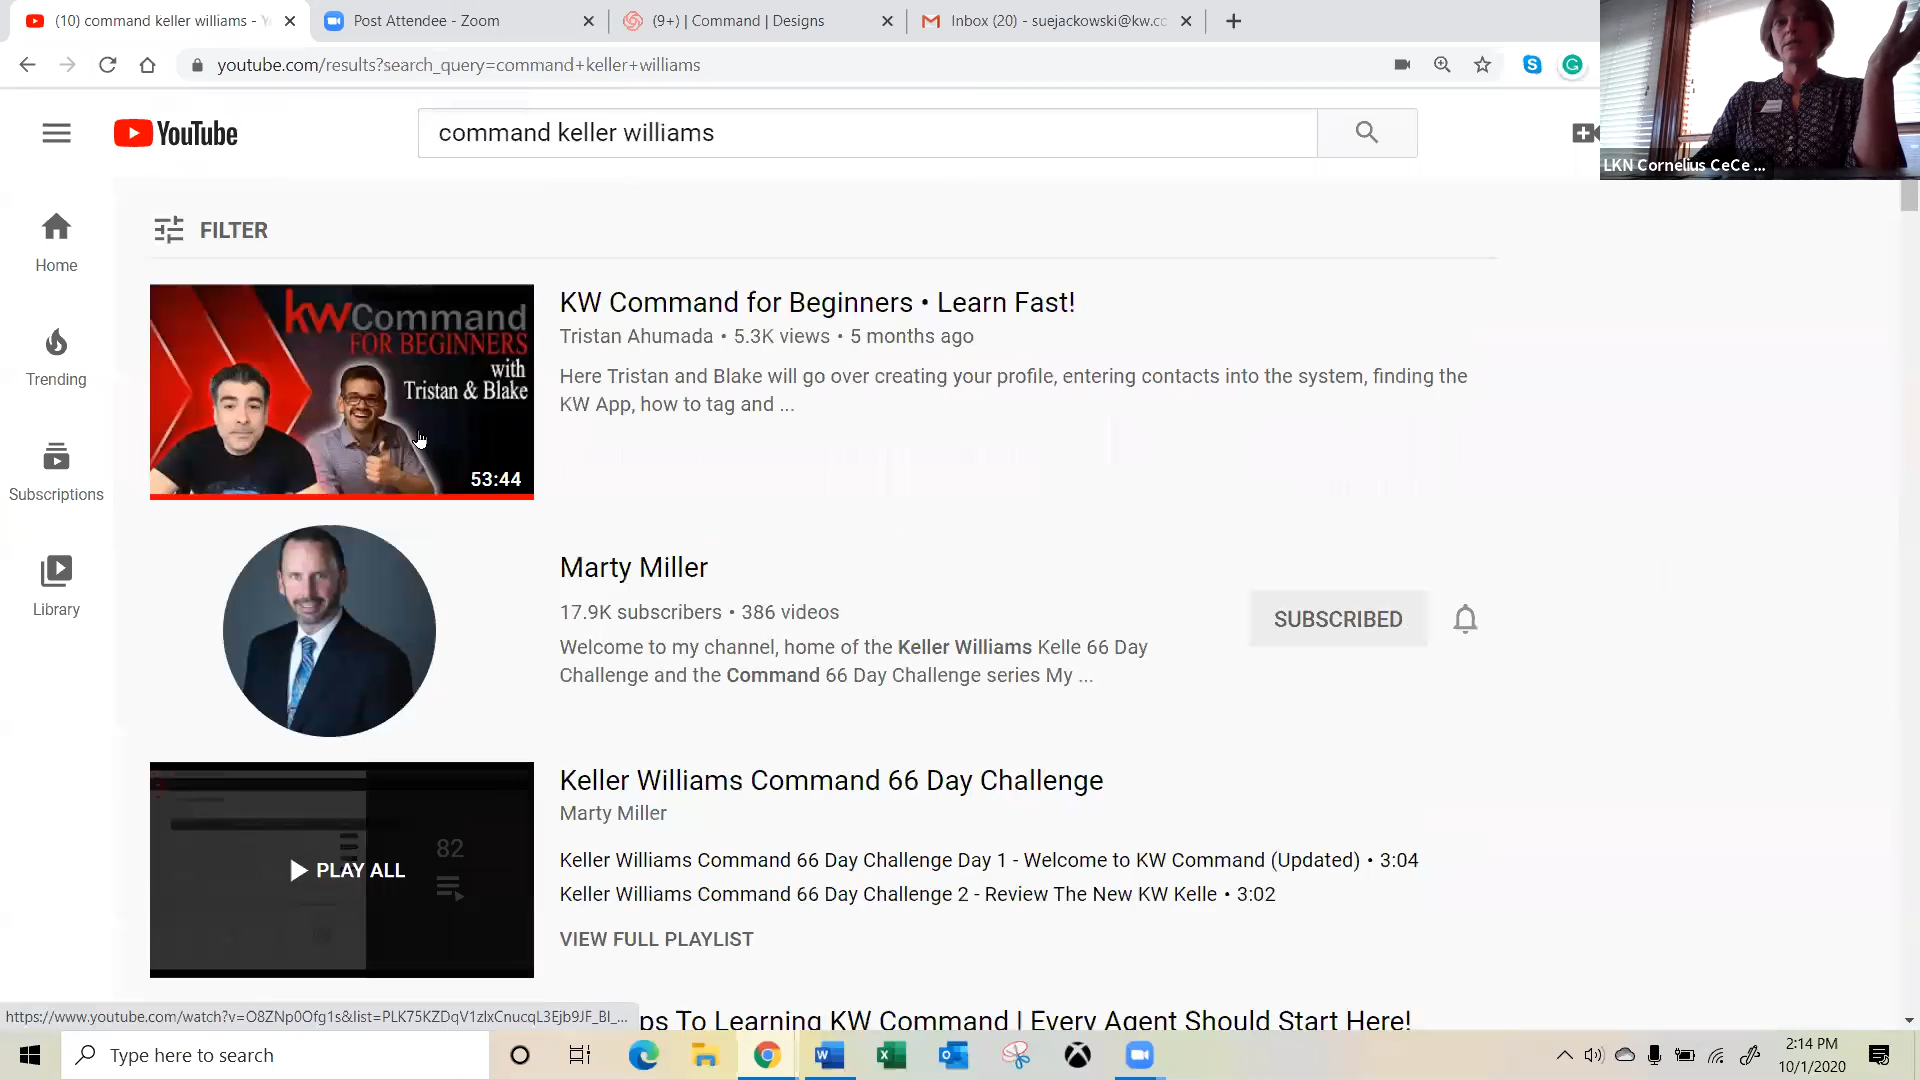 (10) command keller williams - Y
Post Attendee - Zoom
(9+) | Command | Designs
Inbox (20) - suejackowski@kw.cc
youtube.com/results?search_query=command+keller+williams
YouTube
command keller williams
LKN Cornelius CeCe ...
FILTER
Home
Trending
Subscriptions
Library
kwCommand
FOR BEGINNERS
with
Tristan & Blake
53:44
KW Command for Beginners • Learn Fast!
Tristan Ahumada • 5.3K views • 5 months ago
Here Tristan and Blake will go over creating your profile, entering contacts into the system, finding the
KW App, how to tag and ...
Marty Miller
17.9K subscribers • 386 videos
Welcome to my channel, home of the Keller Williams Kelle 66 Day
Challenge and the Command 66 Day Challenge series My ...
SUBSCRIBED
82
PLAY ALL
Keller Williams Command 66 Day Challenge
Marty Miller
Keller Williams Command 66 Day Challenge Day 1 - Welcome to KW Command (Updated) • 3:04
Keller Williams Command 66 Day Challenge 2 - Review The New KW Kelle • 3:02
VIEW FULL PLAYLIST
https://www.youtube.com/watch?v=O8ZNp0Ofg1s&list=PLK75KZDqV1zlxCnucqL3Ejb9JF_BI_...
ps To Learning KW Command | Every Agent Should Start Here!
Type here to search
2:14 PM
10/1/2020